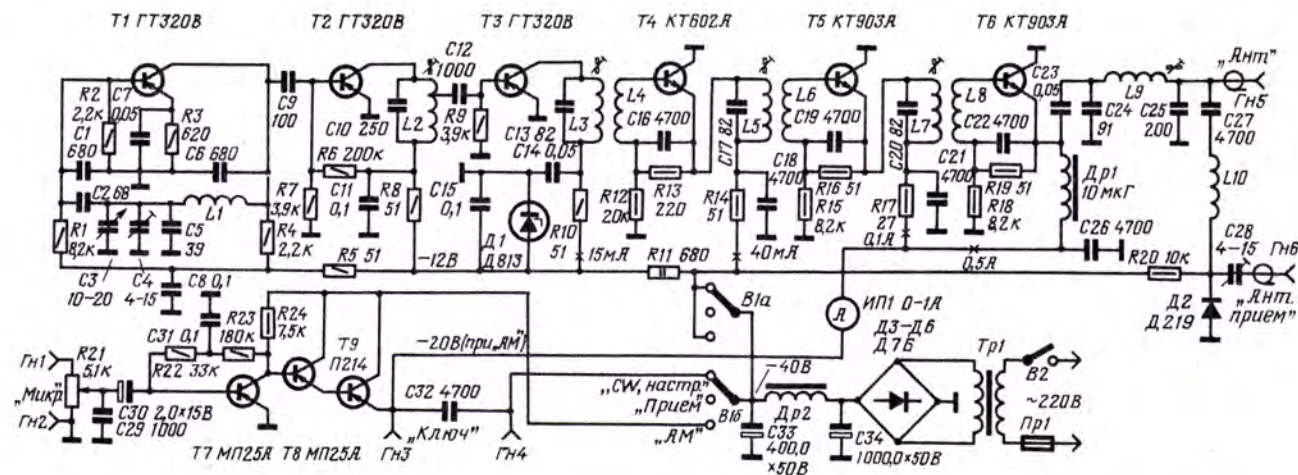 Т1 ГТ320В
Т2 ГТ320В
Т3 ГТ320В
Т4 КТ602А
Т5 КТ903А
Т6 КТ903А
R2
2,2к
C7
0,05
R3
620
C1
680
C6 680
C2 68
R1
8,2к
C3
10-20
C4
4-15
C5
39
L1
R4
2,2к
C8 0,1
C9
100
C10 250
R6 200к
R7
3,9к
C11
0,1
R8
51
R5 51
L2
C12
1000
R9
3,9к
C13 82
C14 0,05
C15
0,1
Д1
Д813
R10
51
L3
-12В
15мА
L4
C16 4700
R12
20к
R13
220
R11 680
C17 82
L5
R14
51
C18
4700
40мА
L6
C19 4700
R16 51
R15
8,2к
C20 82
L7
R17
27
0,1А
C21
4700
L8
C22 4700
R19 51
R18
8,2к
0,5А
C23
0,05
C24
91
L9
C25
200
„Ант"
Гн5
C27
4700
Др1
10мкГ
L10
C26 4700
R20 10к
C28
4-15
Гн6
„Ант.
прием"
Д2
Д219
Гн1
R21
5,1к
„Микр"
Гн2
C31 0,1
R22 33к
R23
180к
R24
7,5к
C30 2,0×15В
C29 1000
Т7 МП25А
Т8 МП25А
Т9
П214
C32 4700
„Ключ"
Гн3
Гн4
-20В(при„АМ")
В1а
ИП1 0-1А
А
Д3-Д6
Д7Б
„CW, настр."
„Прием"
„АМ"
В1б
-40В
Др2
C33
400,0
×50В
C34
1000,0×50В
Тр1
В2
~220В
Пр1